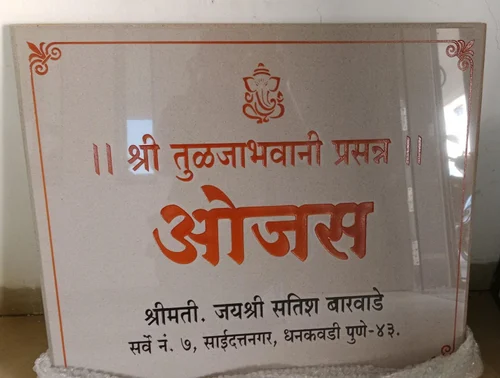 || श्री तुळजाभवानी प्रसन्न ||
ओजस
श्रीमती. जयश्री सतिश बारवाडे
सर्वे नं. ७, साईदत्तनगर, धनकवडी पुणे-४३.